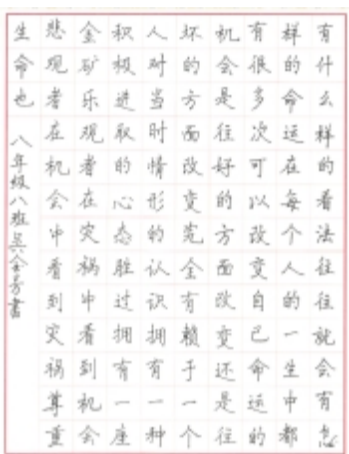 有什么样的看法往往就会有怎
样的命运在每个人的一生中都
有很多次可以改变自己命运的
机会是往好的方面改变还是往
坏的方面改变完全有赖于一个
人对当时情形的认识拥有一种
积极进取的心态胜过拥有一座
金矿乐观者在灾祸中看到机会
悲观者在机会中看到灾祸尊重
生命也
八年级八班吴金芳书